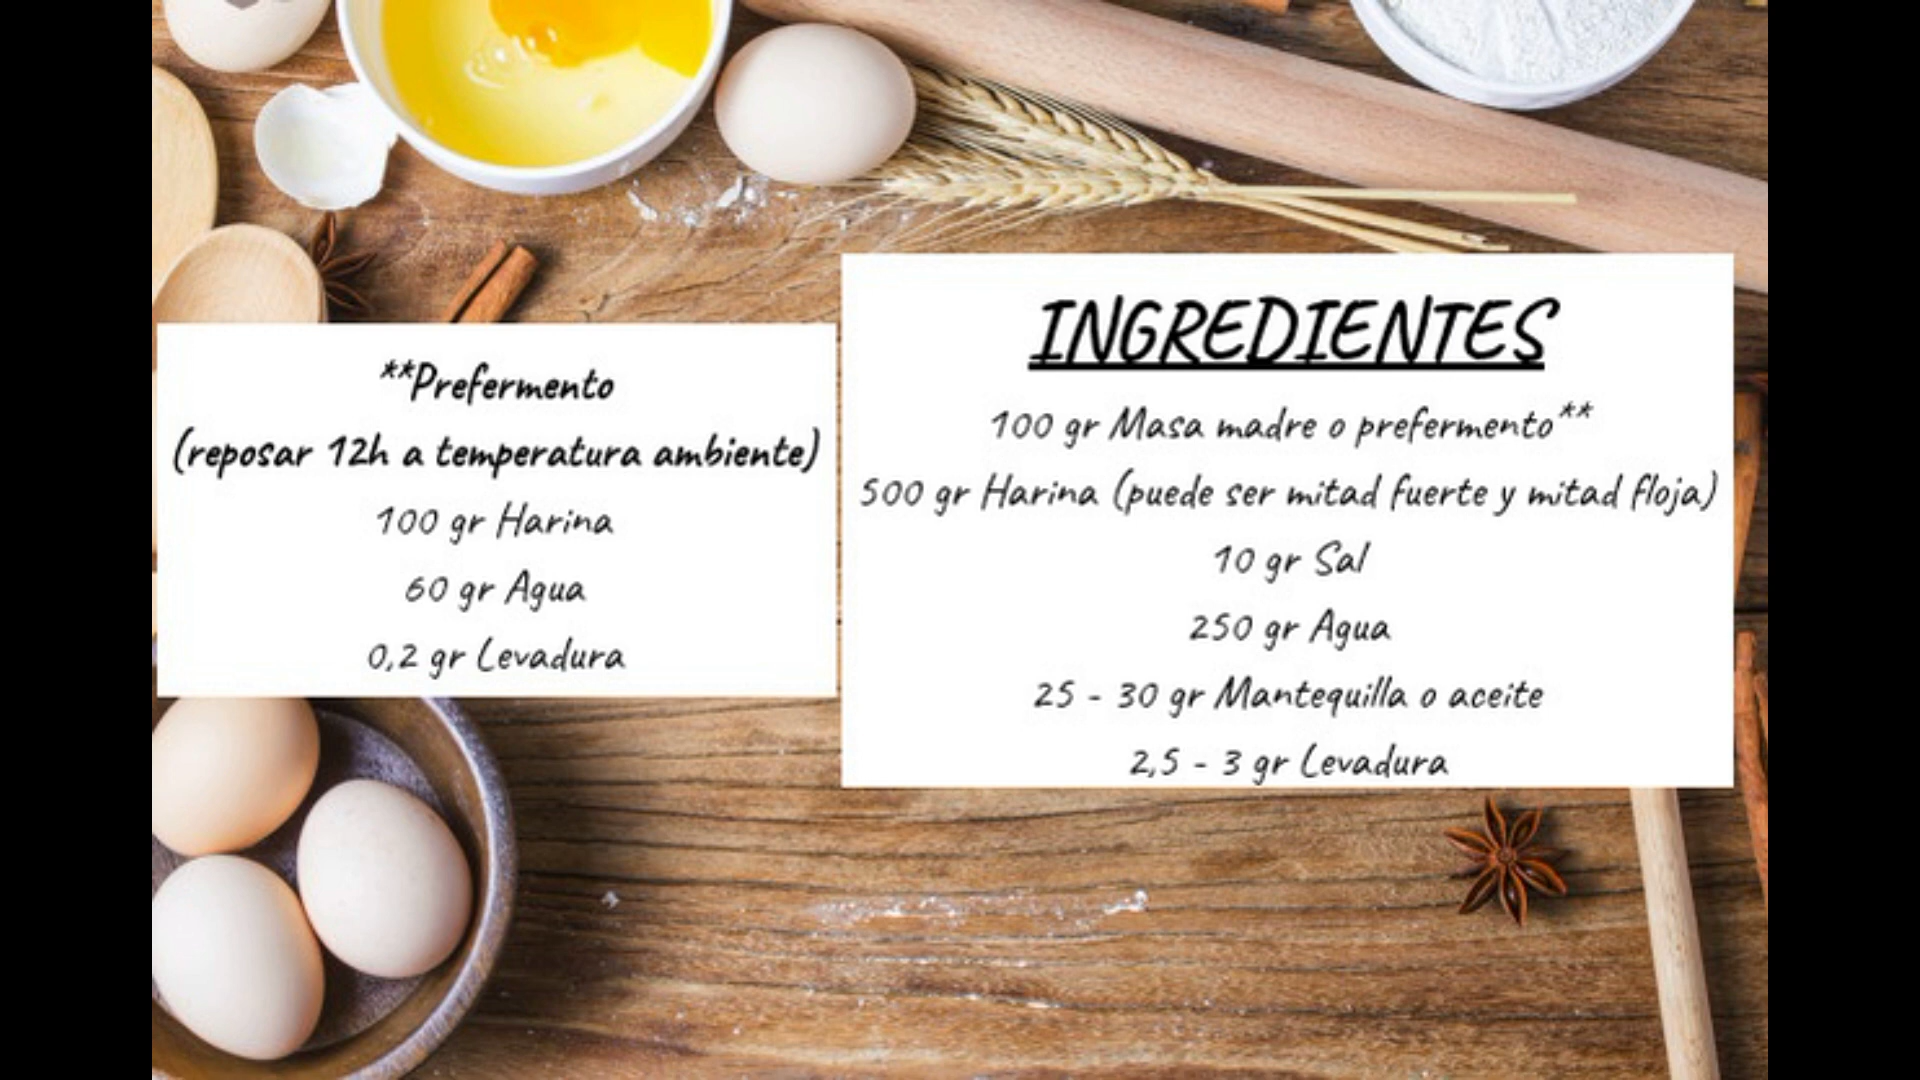 **Prefermento
(reposar 12h a temperatura ambiente)
100 gr Harina
60 gr Agua
0,2 gr Levadura
INGREDIENTES
100 gr Masa madre o prefermento**
500 gr Harina (puede ser mitad fuerte y mitad floja)
10 gr Sal
250 gr Agua
25 - 30 gr Mantequilla o aceite
2,5 - 3 gr Levadura